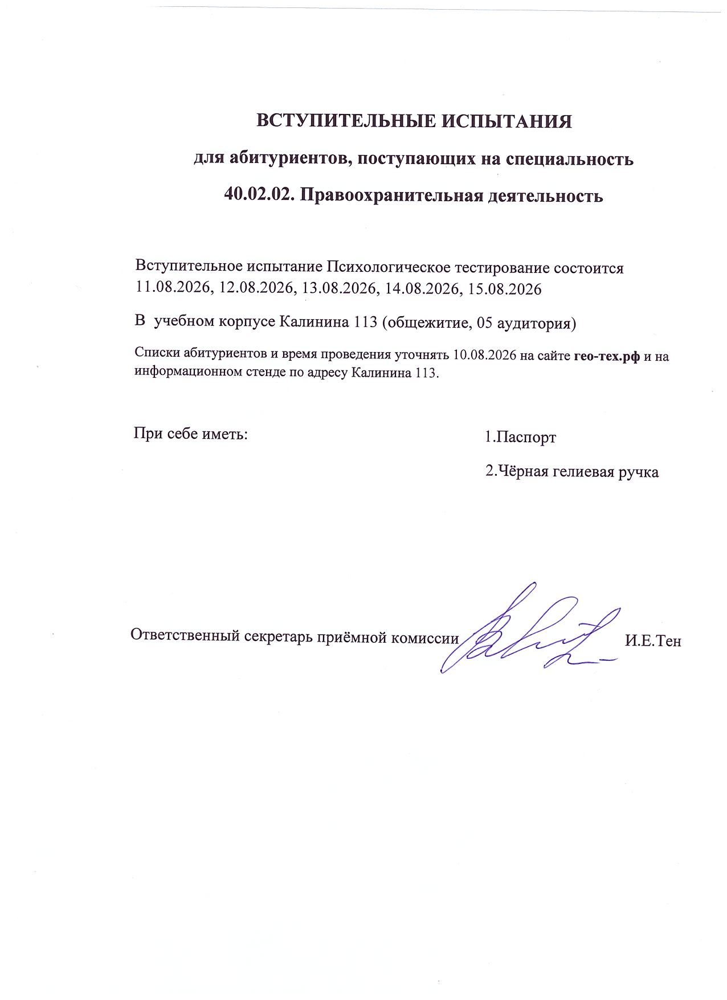 ВСТУПИТЕЛЬНЫЕ ИСПЫТАНИЯ
для абитуриентов, поступающих на специальность
40.02.02. Правоохранительная деятельность
Вступительное испытание Психологическое тестирование состоится
11.08.2026, 12.08.2026, 13.08.2026, 14.08.2026, 15.08.2026
В  учебном корпусе Калинина 113 (общежитие, 05 аудитория)
Списки абитуриентов и время проведения уточнять 10.08.2026 на сайте гео-тех.рф и на
информационном стенде по адресу Калинина 113.
При себе иметь: 1.Паспорт
2.Чёрная гелиевая ручка
Ответственный секретарь приёмной комиссии И.Е.Тен